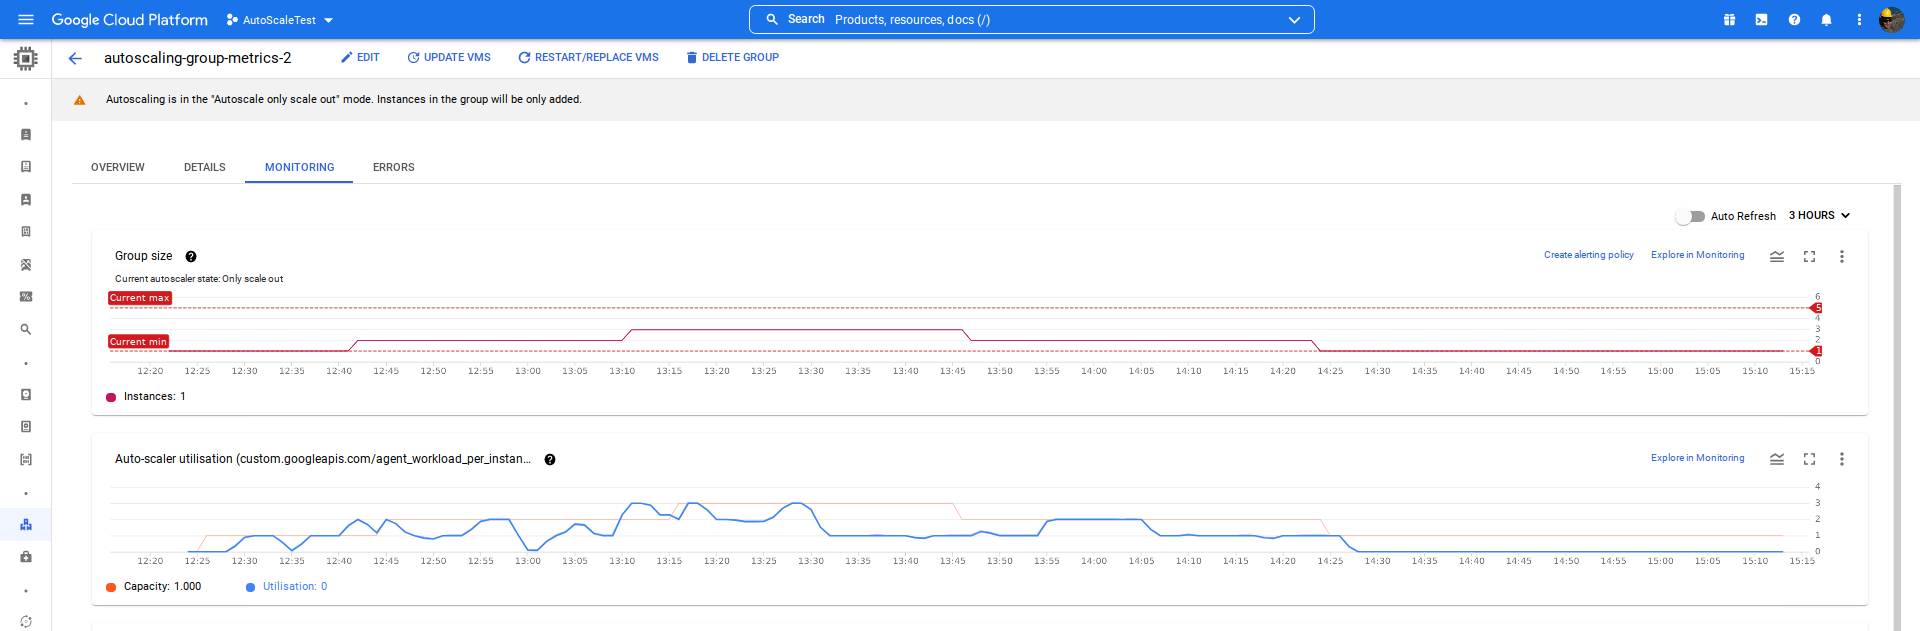 Google Cloud Platform AutoScaleTest Search Products, resources, docs (/)
autoscaling-group-metrics-2 EDIT UPDATE VMS RESTART/REPLACE VMS DELETE GROUP
Autoscaling is in the "Autoscale only scale out" mode. Instances in the group will be only added.
OVERVIEW DETAILS MONITORING ERRORS
Auto Refresh 3 HOURS
Group size Create alerting policy Explore in Monitoring
Current autoscaler state: Only scale out
Current max 6
5
4
3
Current min 2
1
0
12:20 12:25 12:30 12:35 12:40 12:45 12:50 12:55 13:00 13:05 13:10 13:15 13:20 13:25 13:30 13:35 13:40 13:45 13:50 13:55 14:00 14:05 14:10 14:15 14:20 14:25 14:30 14:35 14:40 14:45 14:50 14:55 15:00 15:05 15:10 15:15
Instances: 1
Auto-scaler utilisation (custom.googleapis.com/agent_workload_per_instan... Explore in Monitoring
4
3
2
1
0
12:20 12:25 12:30 12:35 12:40 12:45 12:50 12:55 13:00 13:05 13:10 13:15 13:20 13:25 13:30 13:35 13:40 13:45 13:50 13:55 14:00 14:05 14:10 14:15 14:20 14:25 14:30 14:35 14:40 14:45 14:50 14:55 15:00 15:05 15:10 15:15
Capacity: 1.000 Utilisation: 0